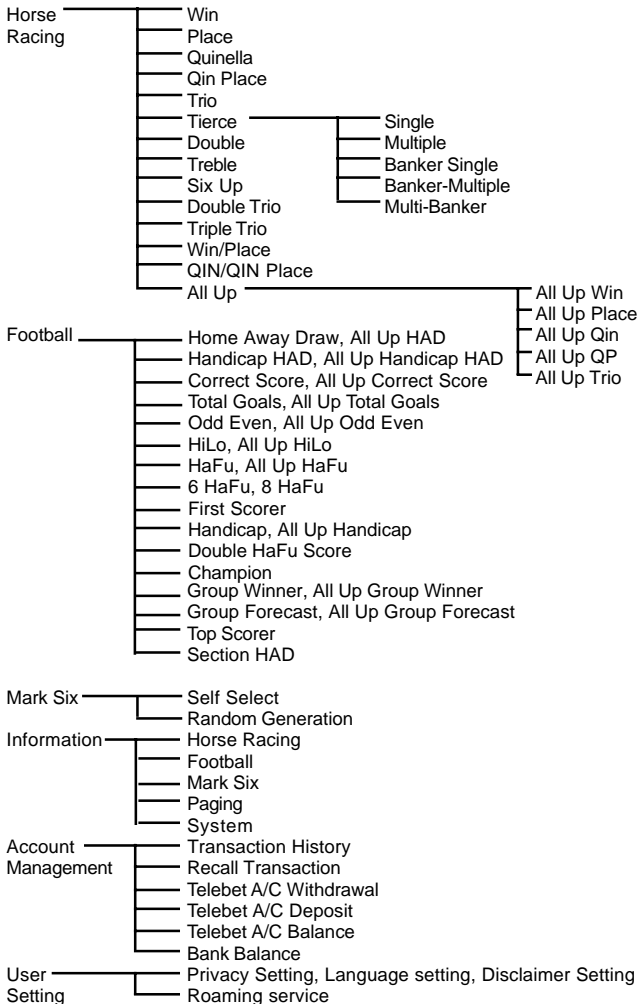 Horse Racing
Win
Place
Quinella
Qin Place
Trio
Tierce
Single
Multiple
Banker Single
Banker-Multiple
Multi-Banker
Double
Treble
Six Up
Double Trio
Triple Trio
Win/Place
QIN/QIN Place
All Up
All Up Win
All Up Place
All Up Qin
All Up QP
All Up Trio
Football
Home Away Draw, All Up HAD
Handicap HAD, All Up Handicap HAD
Correct Score, All Up Correct Score
Total Goals, All Up Total Goals
Odd Even, All Up Odd Even
HiLo, All Up HiLo
HaFu, All Up HaFu
6 HaFu, 8 HaFu
First Scorer
Handicap, All Up Handicap
Double HaFu Score
Champion
Group Winner, All Up Group Winner
Group Forecast, All Up Group Forecast
Top Scorer
Section HAD
Mark Six
Self Select
Random Generation
Information
Horse Racing
Football
Mark Six
Paging
System
Account
Management
Transaction History
Recall Transaction
Telebet A/C Withdrawal
Telebet A/C Deposit
Telebet A/C Balance
Bank Balance
User
Setting
Privacy Setting, Language setting, Disclaimer Setting
Roaming service